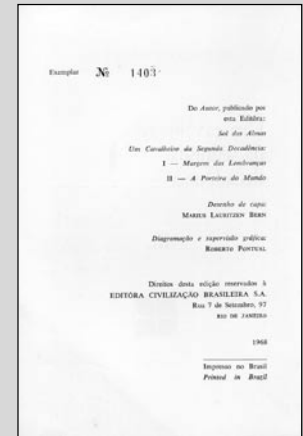 Exemplar Nº 1403
Do Autor, publicado por
esta Editôra:
Sol das Almas
Um Cavalheiro da Segunda Decadência:
I — Margem das Lembranças
II — A Porteira do Mundo
Desenho de capa:
MARIUS LAURITZEN BERN
Diagramação e supervisão gráfica:
ROBERTO PONTUAL
Direitos desta edição reservados à
EDITÔRA CIVILIZAÇÃO BRASILEIRA S.A.
Rua 7 de Setembro, 97
RIO DE JANEIRO
1968
Impresso no Brasil
Printed in Brazil